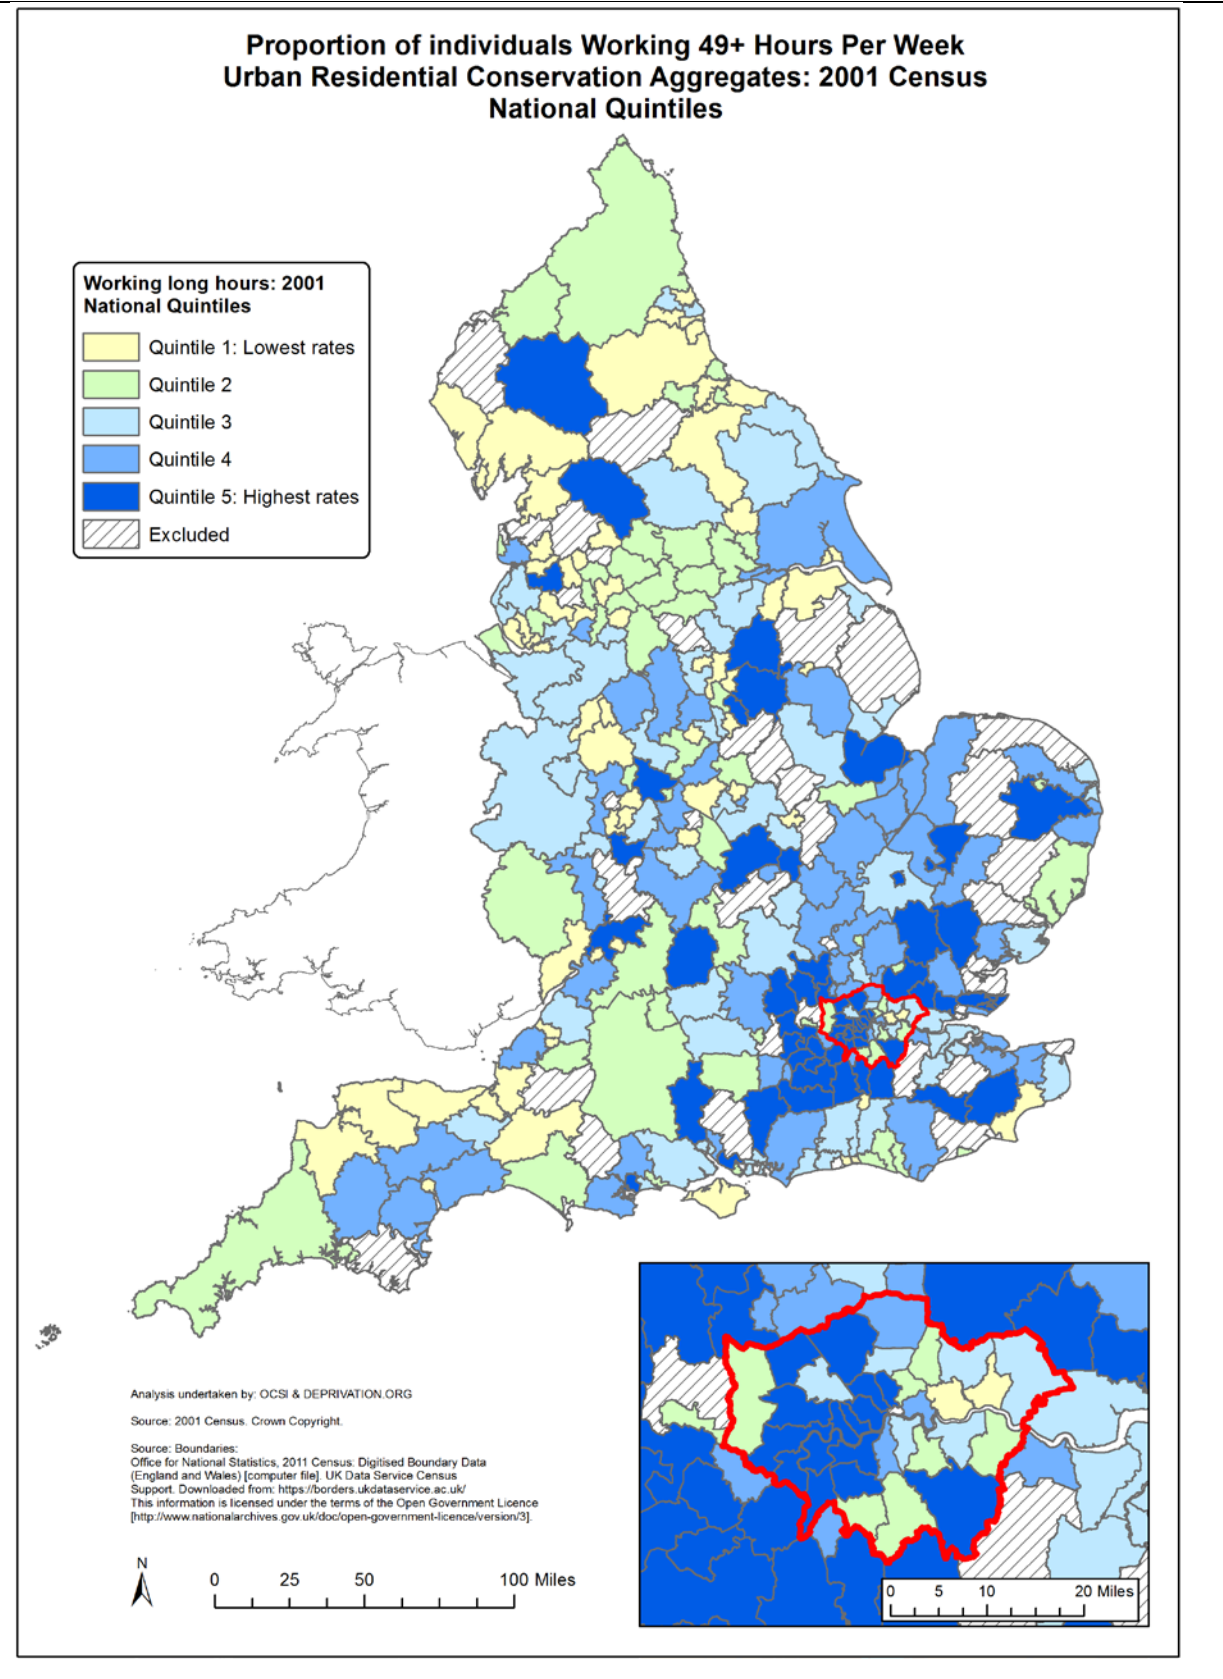 Proportion of individuals Working 49+ Hours Per Week
Urban Residential Conservation Aggregates: 2001 Census
National Quintiles
Working long hours: 2001
National Quintiles
Quintile 1: Lowest rates
Quintile 2
Quintile 3
Quintile 4
Quintile 5: Highest rates
Excluded
Analysis undertaken by: OCSI & DEPRIVATION.ORG
Source: 2001 Census. Crown Copyright.
Source: Boundaries:
Office for National Statistics, 2011 Census: Digitised Boundary Data
(England and Wales) [computer file]. UK Data Service Census
Support. Downloaded from: https://borders.ukdataservice.ac.uk/
This information is licensed under the terms of the Open Government Licence
[http://www.nationalarchives.gov.uk/doc/open-government-licence/version/3].
N
0 25 50 100 Miles
0 5 10 20 Miles